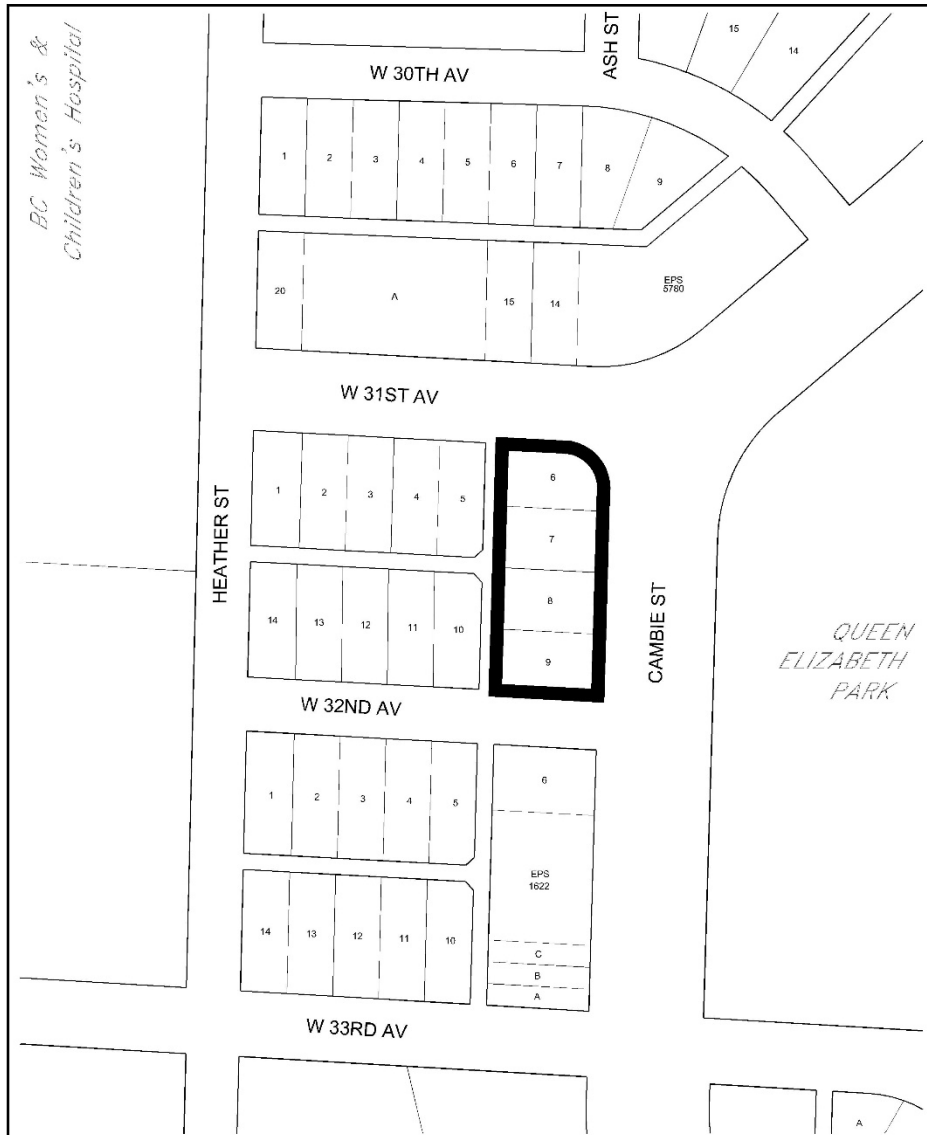 BC Women's &
Children's Hospital
ASH ST
15
14
W 30TH AV
1
2
3
4
5
6
7
8
9
20
A
15
14
EPS
5780
W 31ST AV
HEATHER ST
1
2
3
4
5
6
7
8
9
14
13
12
11
10
CAMBIE ST
QUEEN
ELIZABETH
PARK
W 32ND AV
1
2
3
4
5
6
EPS
1622
C
B
A
14
13
12
11
10
W 33RD AV
A